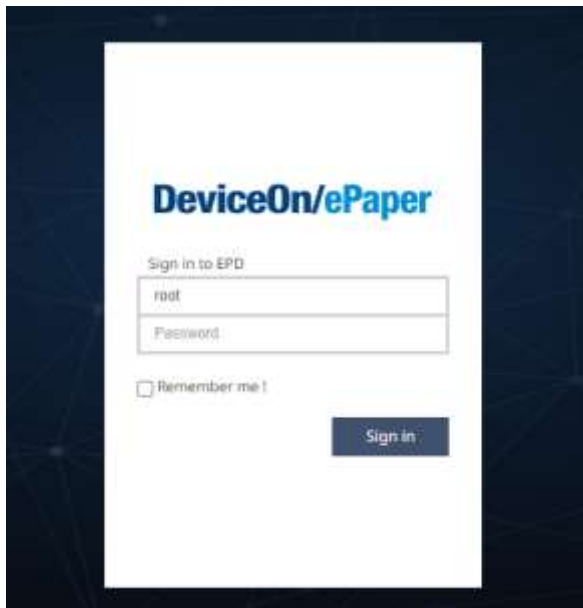 DeviceOn/ePaper
Sign in to EPD
root
Password
Remember me !
Sign in